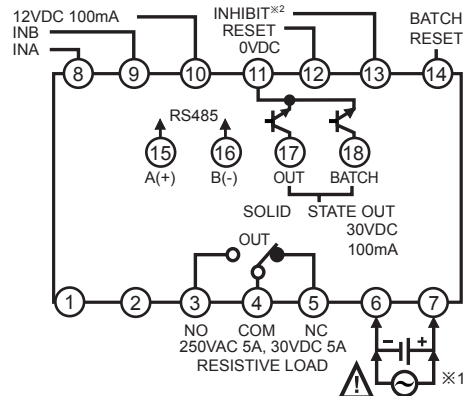 12VDC 100mA
INB
INA
INHIBIT※2
RESET
0VDC
BATCH
RESET
8 9 10 11 12 13 14
RS485
15 16 17 18
A(+) B(-) OUT BATCH
SOLID STATE OUT
30VDC
100mA
OUT
1 2 3 4 5 6 7
NO COM NC
250VAC 5A, 30VDC 5A
RESISTIVE LOAD
- +
! ※1